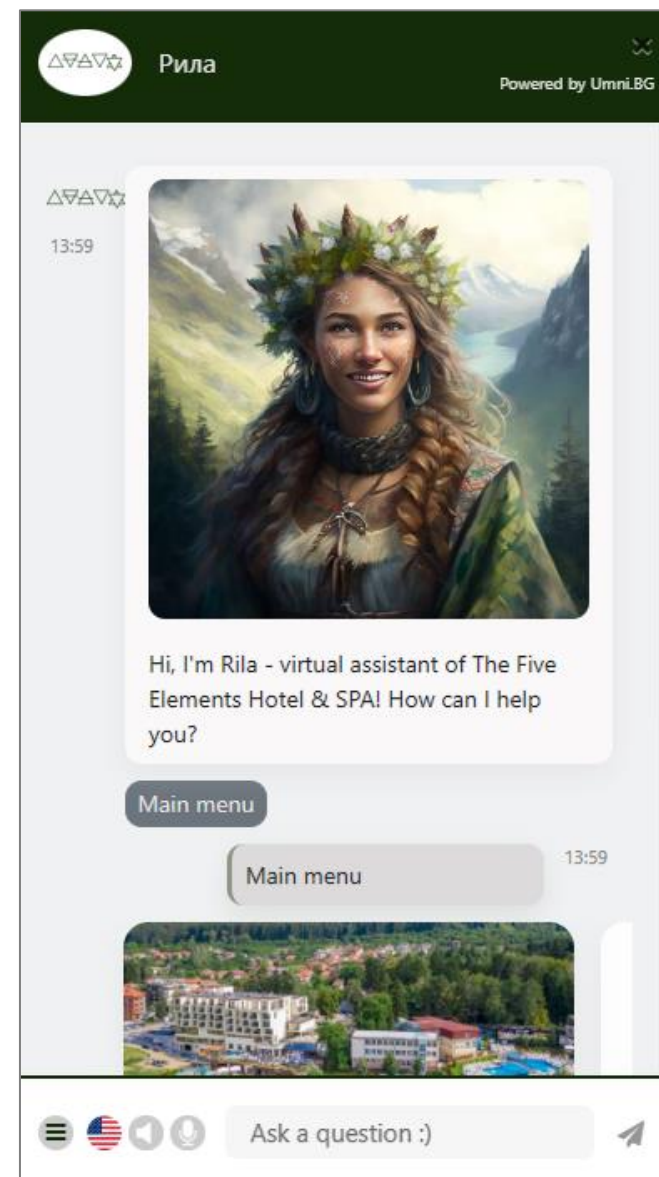 Рила
Powered by Umni.BG
13:59
Hi, I'm Rila - virtual assistant of The Five
Elements Hotel & SPA! How can I help
you?
Main menu
Main menu
13:59
Ask a question :)